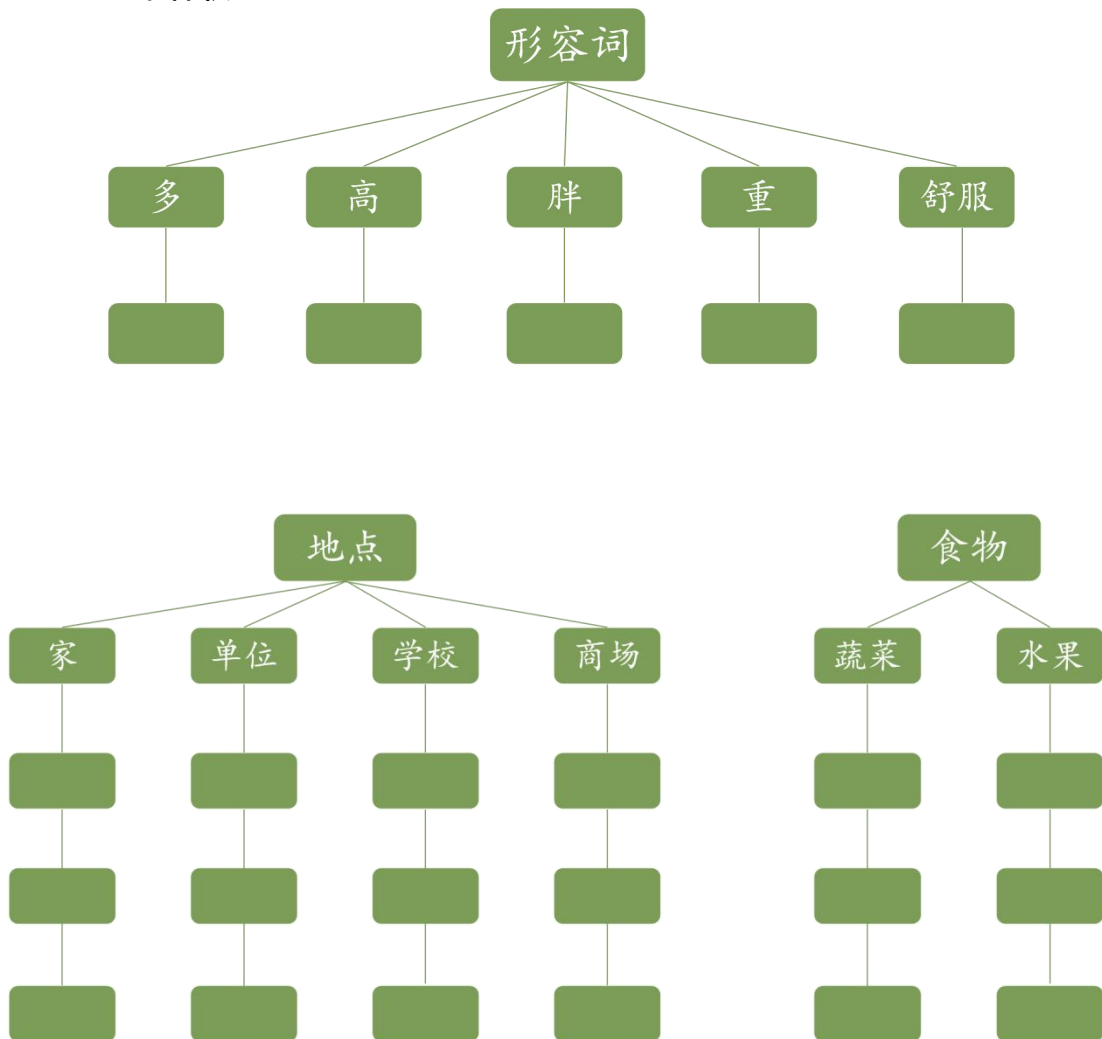 形容词
多 高 胖 重 舒服
地点 食物
家 单位 学校 商场 蔬菜 水果